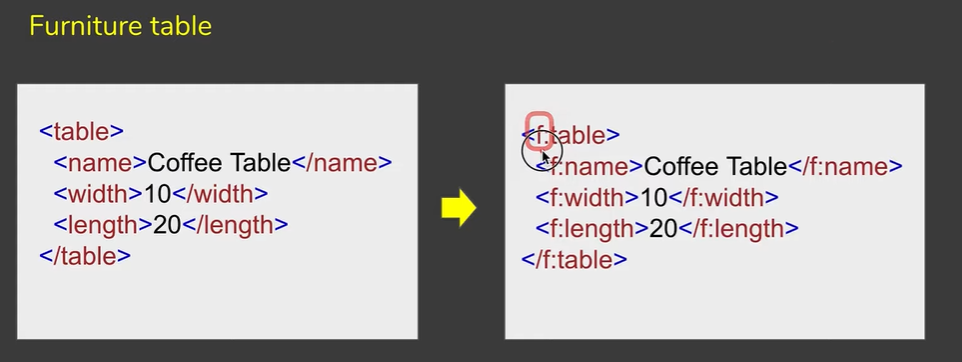 Furniture table
<table>
<name>Coffee Table</name>
<width>10</width>
<length>20</length>
</table>
<f:table>
<f:name>Coffee Table</f:name>
<f:width>10</f:width>
<f:length>20</f:length>
</f:table>